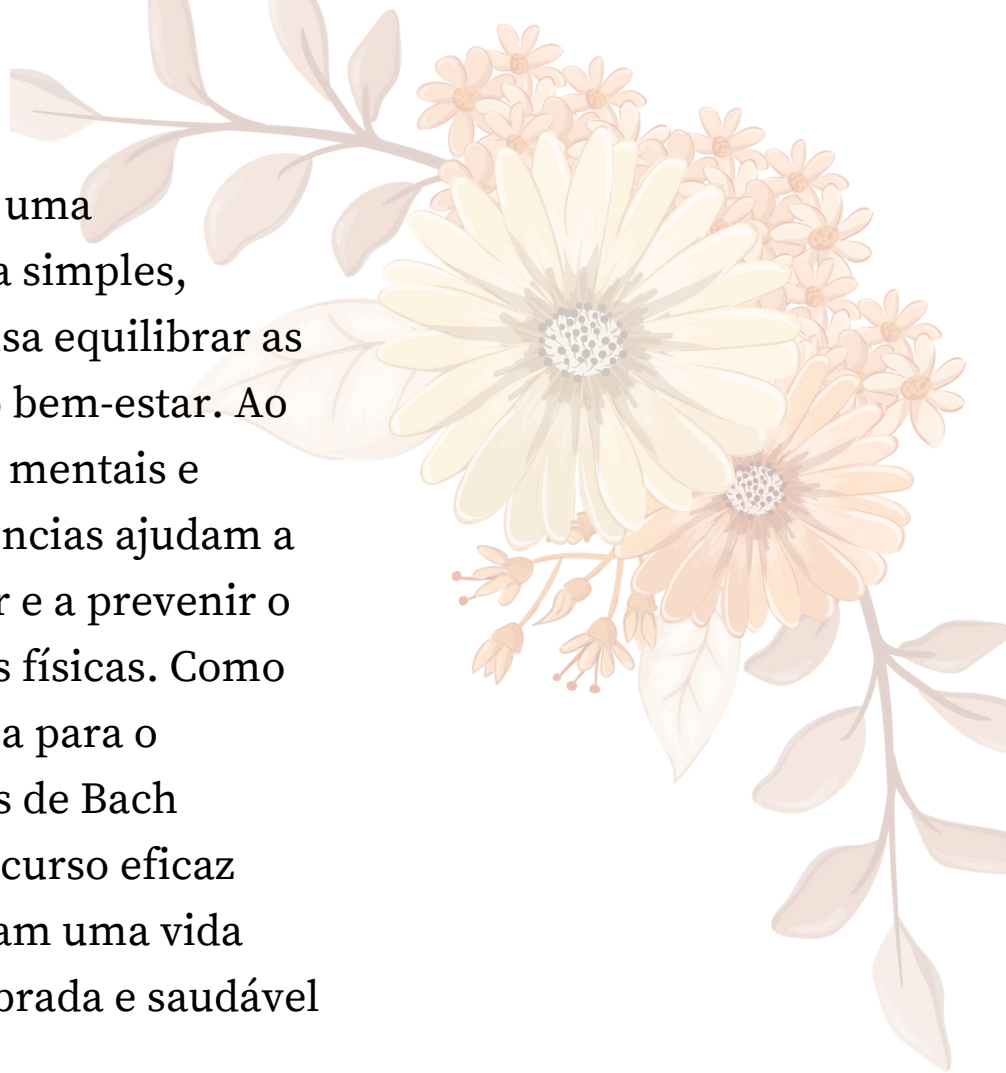 uma
a simples,
sa equilibrar as
o bem-estar. Ao
mentais e
ncias ajudam a
r e a prevenir o
s físicas. Como
a para o
s de Bach
curso eficaz
am uma vida
brada e saudável